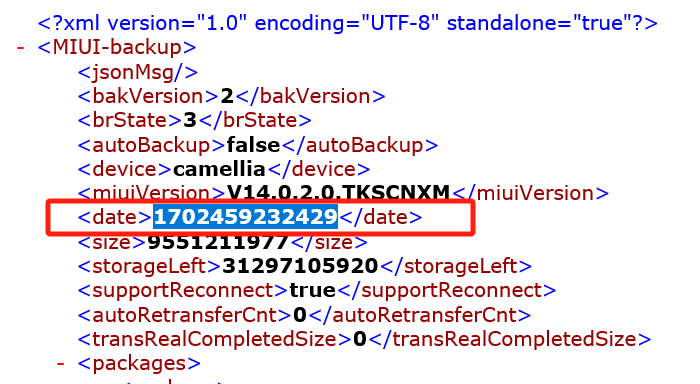 <?xml version="1.0" encoding="UTF-8" standalone="true"?>
- <MIUI-backup>
<jsonMsg/>
<bakVersion>2</bakVersion>
<brState>3</brState>
<autoBackup>false</autoBackup>
<device>camellia</device>
<miuiVersion>V14.0.2.0.TKSCNXM</miuiVersion>
<date>1702459232429</date>
<size>9551211977</size>
<storageLeft>31297105920</storageLeft>
<supportReconnect>true</supportReconnect>
<autoRetransferCnt>0</autoRetransferCnt>
<transRealCompletedSize>0</transRealCompletedSize>
- <packages>